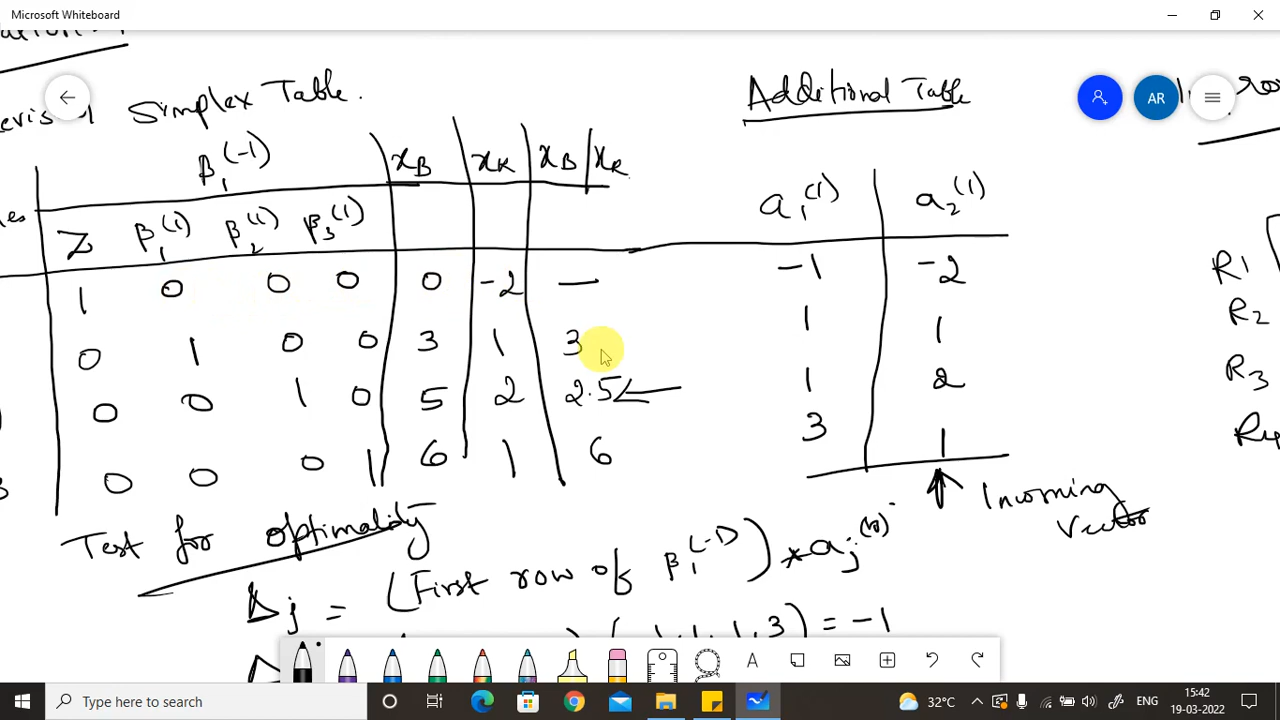 Microsoft Whiteboard
Simplex Table.
Additional Table
AR
β₁^(-1)
xB | xK | xB | xK
Z β₁^(1) β₂^(1) β₃^(1)
a₁^(1) a₂^(1)
1 0 0 0 0 -2 —
-1 -2
R1
0 1 0 0 3 1 3
1 1
R2
0 0 1 0 5 2 2.5 ←
1 2
R3
0 0 0 1 6 1 6
3 1
Incoming
Vector
Test for optimality
Δj = (First row of β₁^(-1)) * aj
= -1
A
Type here to search
32°C
ENG
15:42
19-03-2022